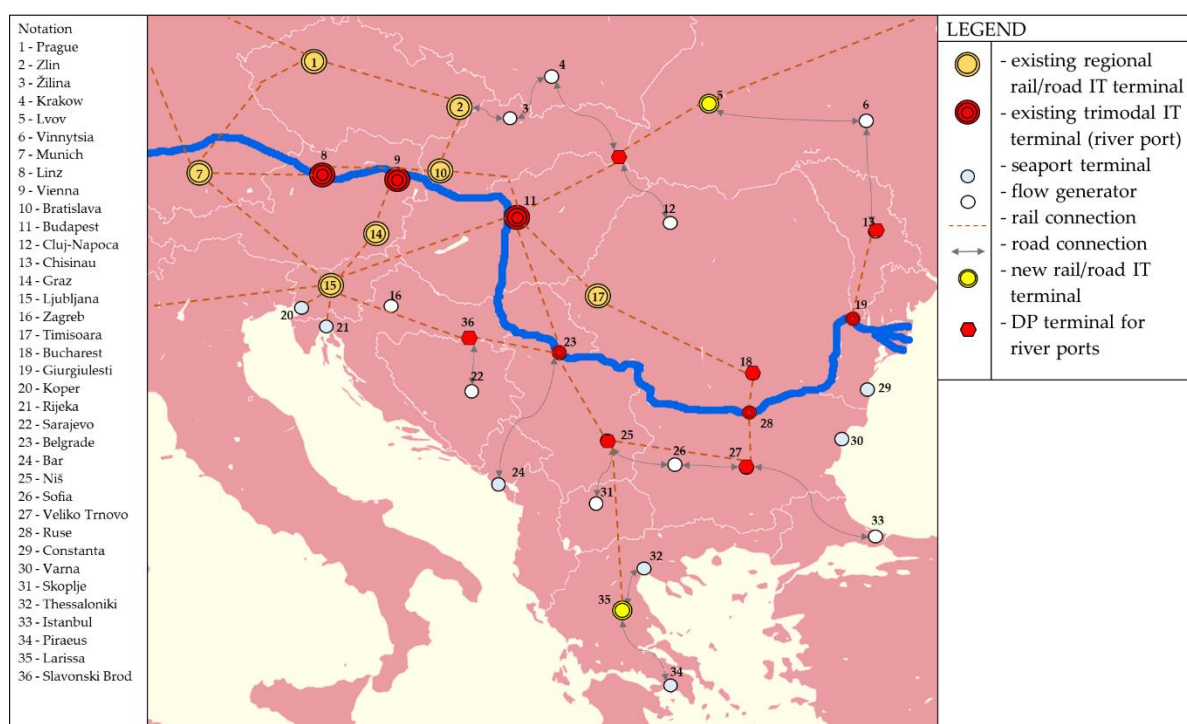 Notation
1 - Prague
2 - Zlin
3 - Žilina
4 - Krakow
5 - Lvov
6 - Vinnytsia
7 - Munich
8 - Linz
9 - Vienna
10 - Bratislava
11 - Budapest
12 - Cluj-Napoca
13 - Chisinau
14 - Graz
15 - Ljubljana
16 - Zagreb
17 - Timisoara
18 - Bucharest
19 - Giurgiulesti
20 - Koper
21 - Rijeka
22 - Sarajevo
23 - Belgrade
24 - Bar
25 - Niš
26 - Sofia
27 - Veliko Trnovo
28 - Ruse
29 - Constanta
30 - Varna
31 - Skoplje
32 - Thessaloniki
33 - Istanbul
34 - Piraeus
35 - Larissa
36 - Slavonski Brod
1
2
3
4
5
6
7
8
9
10
11
12
13
14
15
16
17
18
19
20
21
22
23
24
25
26
27
28
29
30
31
32
33
34
35
36
LEGEND
- existing regional
rail/road IT terminal
- existing trimodal IT
terminal (river port)
- seaport terminal
- flow generator
- rail connection
- road connection
- new rail/road IT
terminal
- DP terminal for
river ports